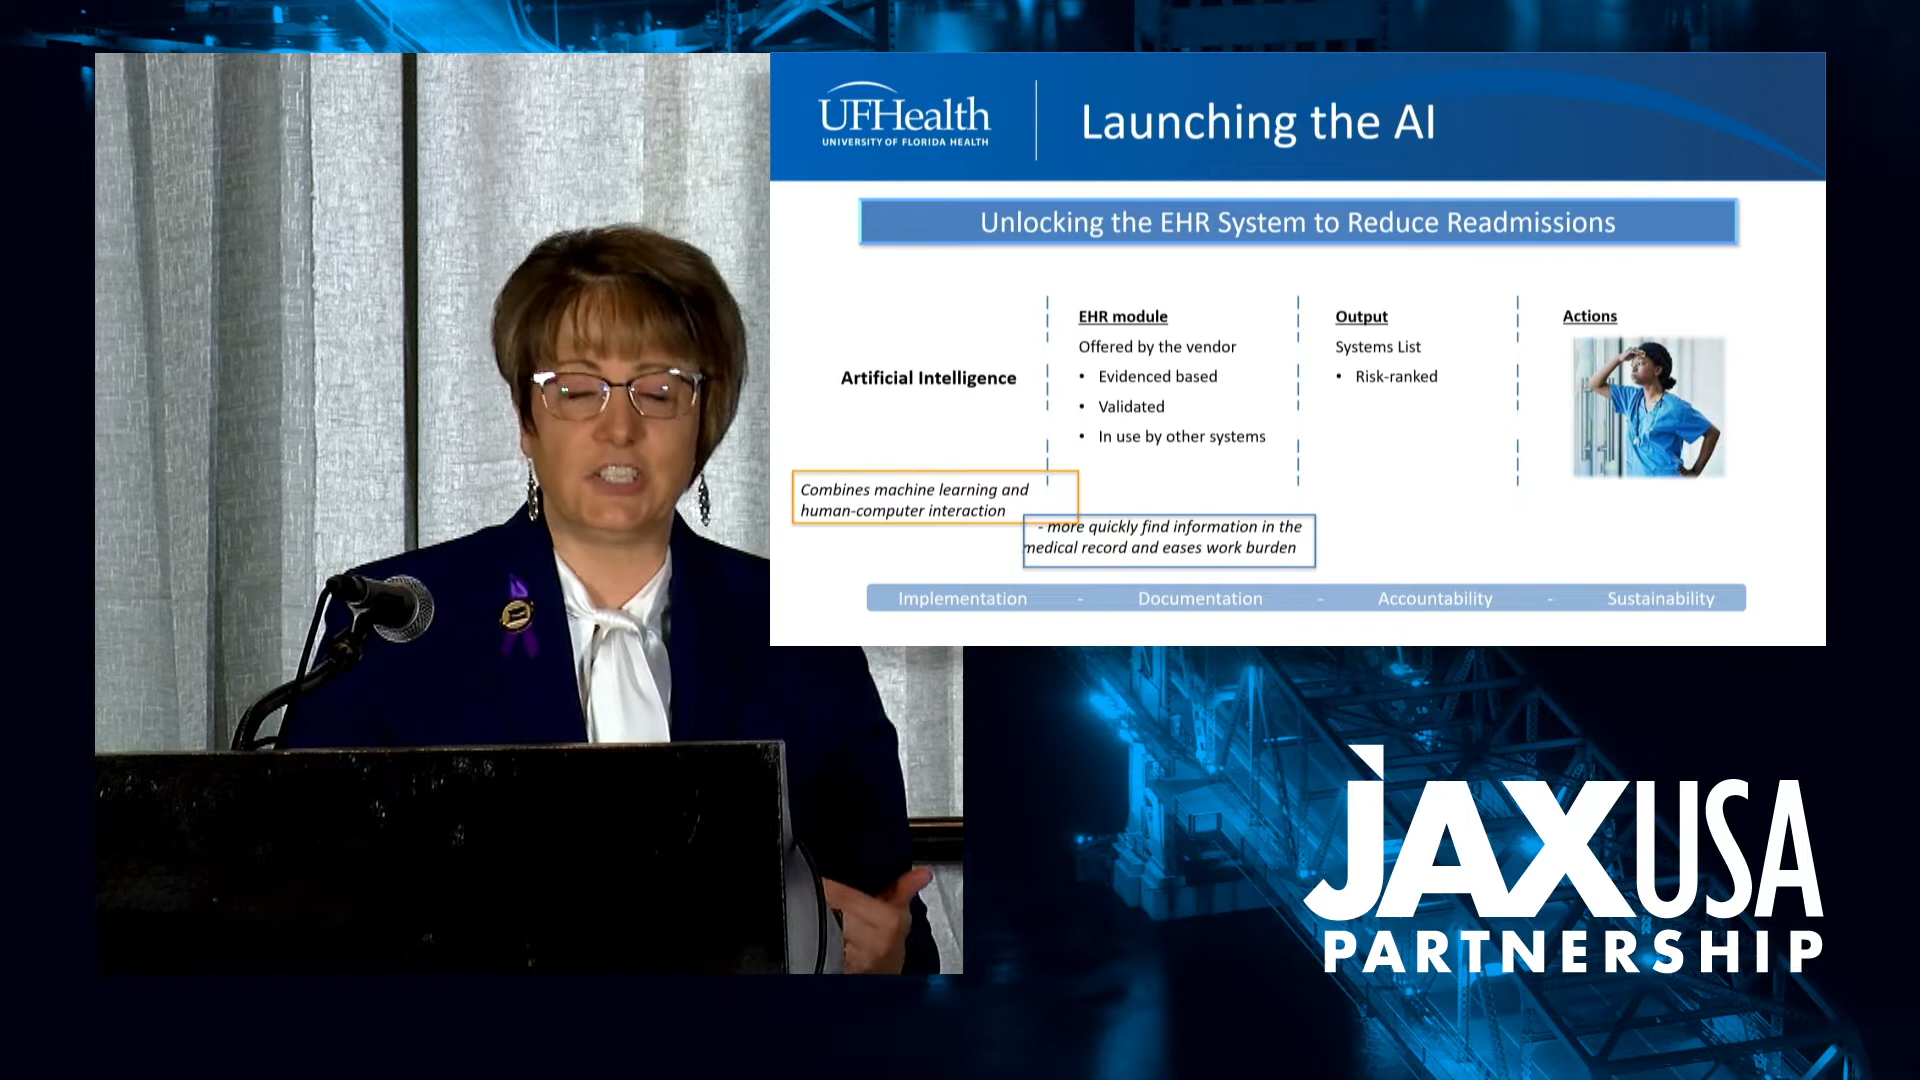 UFHealth
UNIVERSITY OF FLORIDA HEALTH
Launching the AI
Unlocking the EHR System to Reduce Readmissions
Artificial Intelligence
EHR module
Offered by the vendor
• Evidenced based
• Validated
• In use by other systems
Output
Systems List
• Risk-ranked
Actions
Combines machine learning and
human-computer interaction
- more quickly find information in the
medical record and eases work burden
Implementation - Documentation - Accountability - Sustainability
JAXUSA
PARTNERSHIP